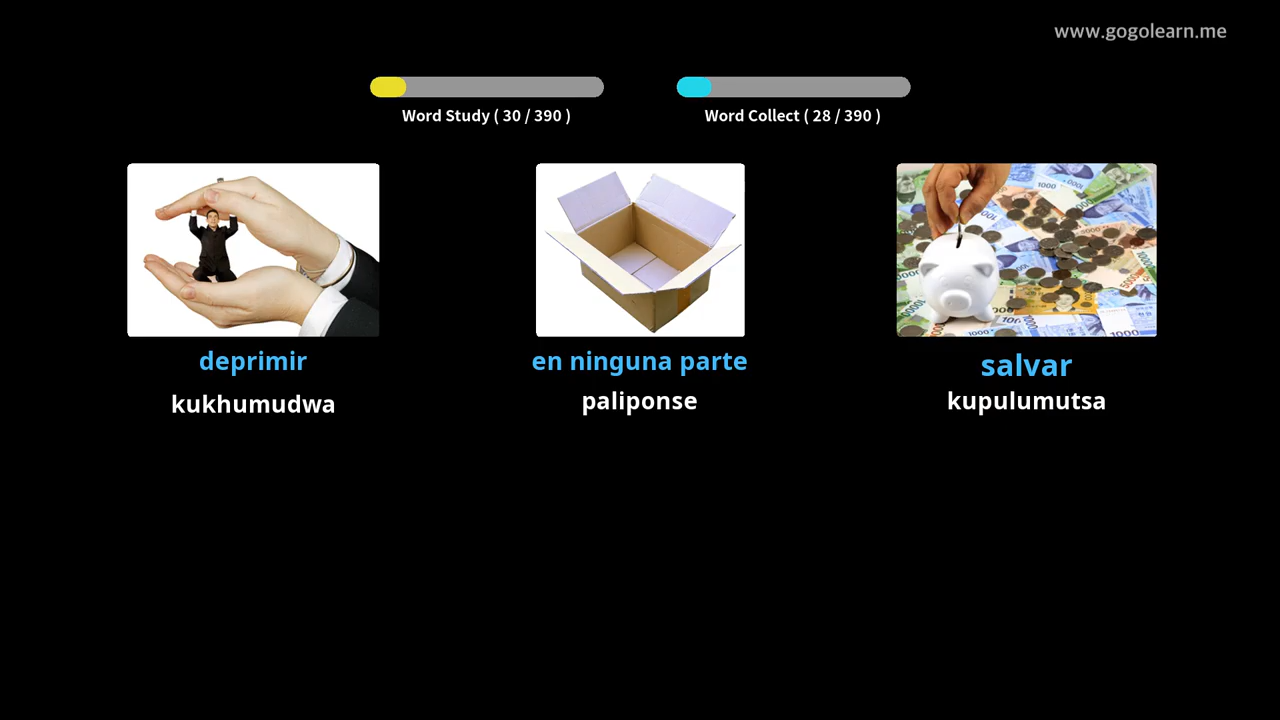 www.gogolearn.me
Word Study ( 30 / 390 )
Word Collect ( 28 / 390 )
deprimir
en ninguna parte
salvar
kukhumudwa
paliponse
kupulumutsa